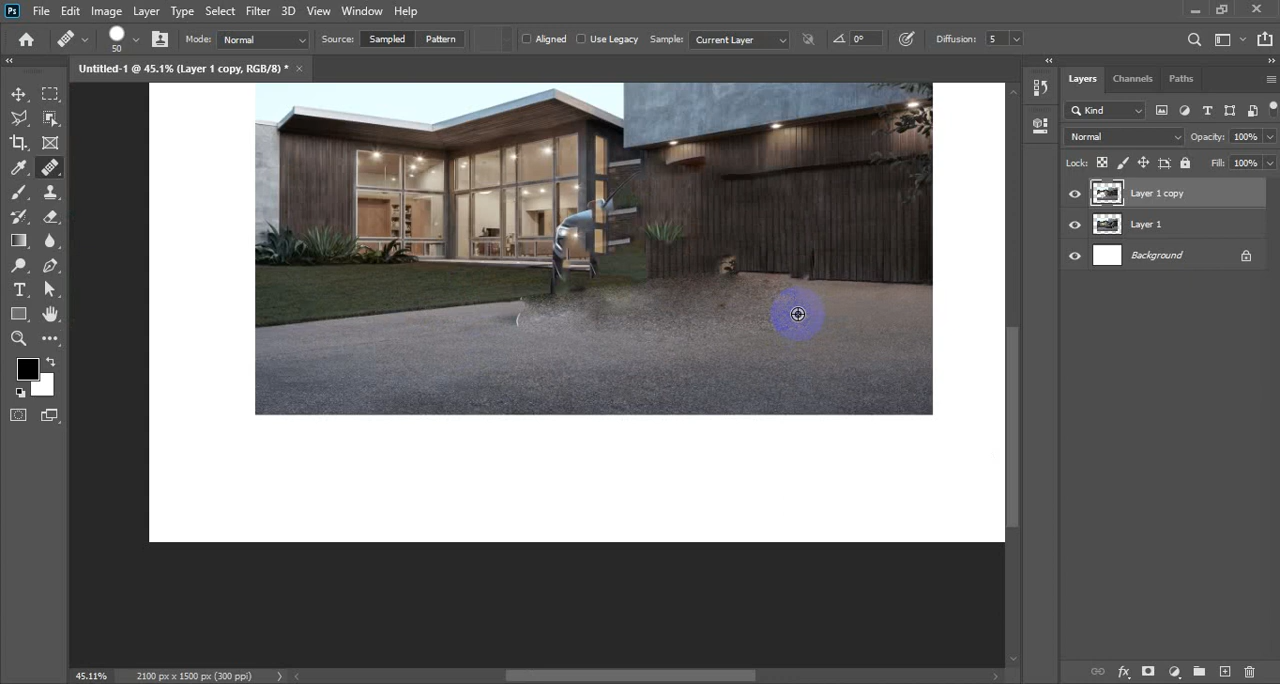 Ps File Edit Image Layer Type Select Filter 3D View Window Help
50 Mode: Normal Source: Sampled Pattern Aligned Use Legacy Sample: Current Layer 0° Diffusion: 5
Untitled-1 @ 45.1% (Layer 1 copy, RGB/8) *
Layers Channels Paths
Kind
Normal Opacity: 100%
Lock: Fill: 100%
Layer 1 copy
Layer 1
Background
45.11% 2100 px x 1500 px (300 ppi)